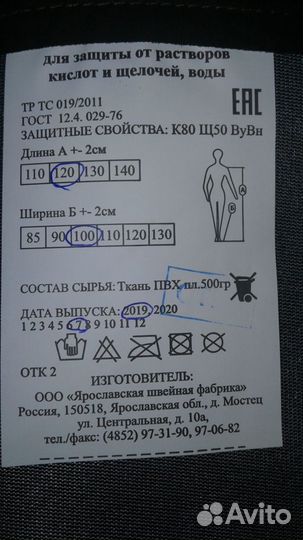 для защиты от растворов
кислот и щелочей, воды
ТР ТС 019/2011
ГОСТ 12.4. 029-76
ЗАЩИТНЫЕ СВОЙСТВА: К80 Щ50 ВуВн
Длина А +- 2см
110 120 130 140
Ширина Б +- 2см
85 90 100 110 120 130
А
Б
СОСТАВ СЫРЬЯ: Ткань ПВХ пл.500гр
ДАТА ВЫПУСКА: 2019, 2020
1 2 3 4 5 6 7 8 9 10 11 12
ОТК 2
ИЗГОТОВИТЕЛЬ:
ООО «Ярославская швейная фабрика»
Россия, 150518, Ярославская обл., д. Мостец
ул. Центральная, д. 10а,
тел./факс: (4852) 97-31-90, 97-06-82
EAC
Avito